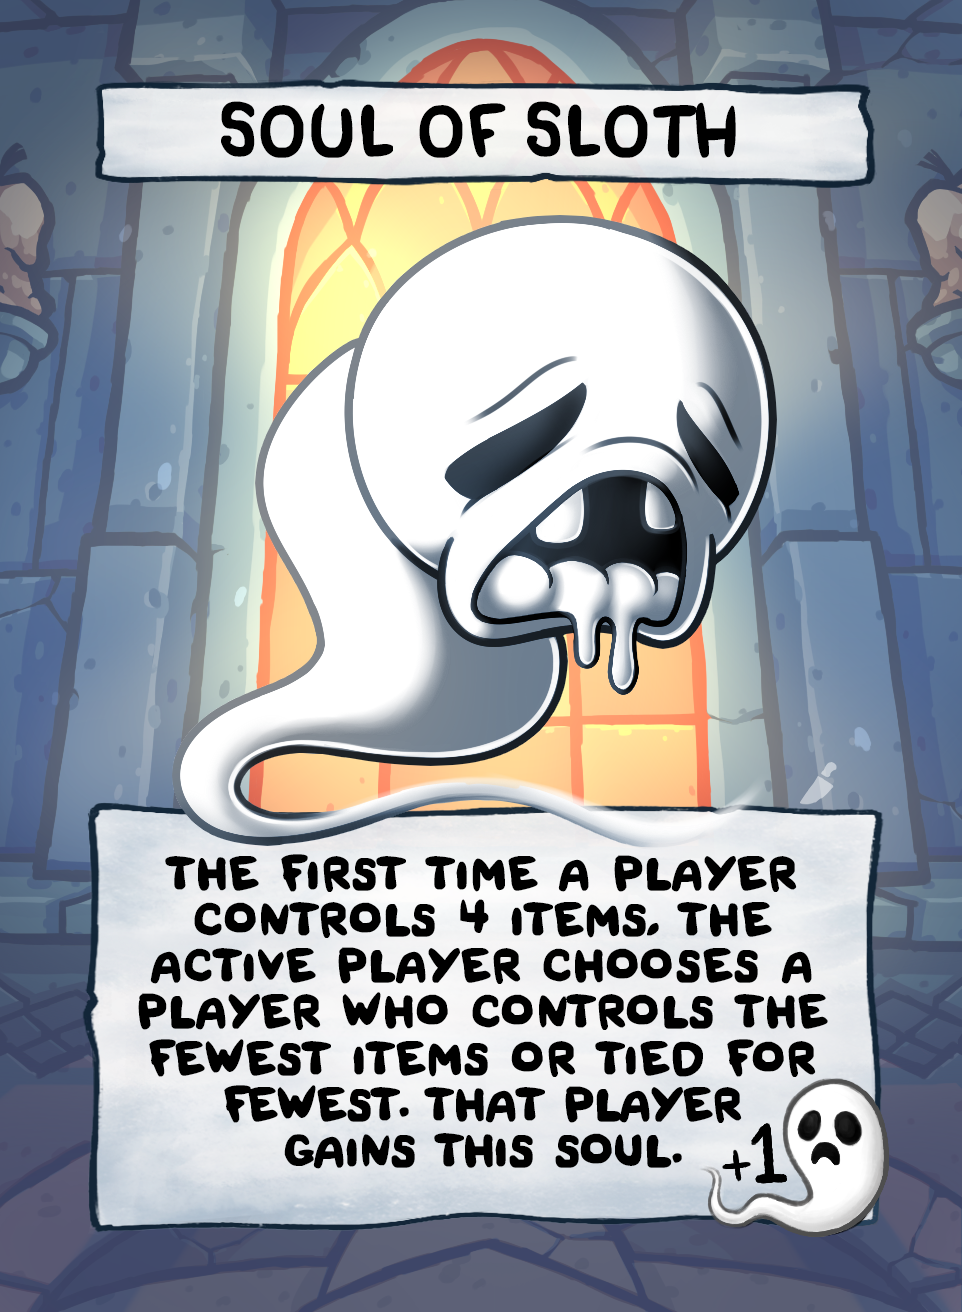 SOUL OF SLOTH
THE FIRST TIME A PLAYER
CONTROLS 4 ITEMS, THE
ACTIVE PLAYER CHOOSES A
PLAYER WHO CONTROLS THE
FEWEST ITEMS OR TIED FOR
FEWEST. THAT PLAYER
GAINS THIS SOUL.
+1